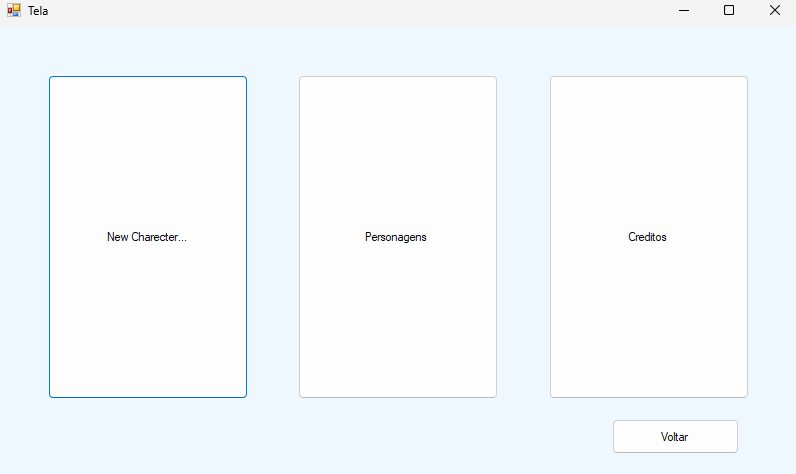 Tela
New Charecter...
Personagens
Creditos
Voltar